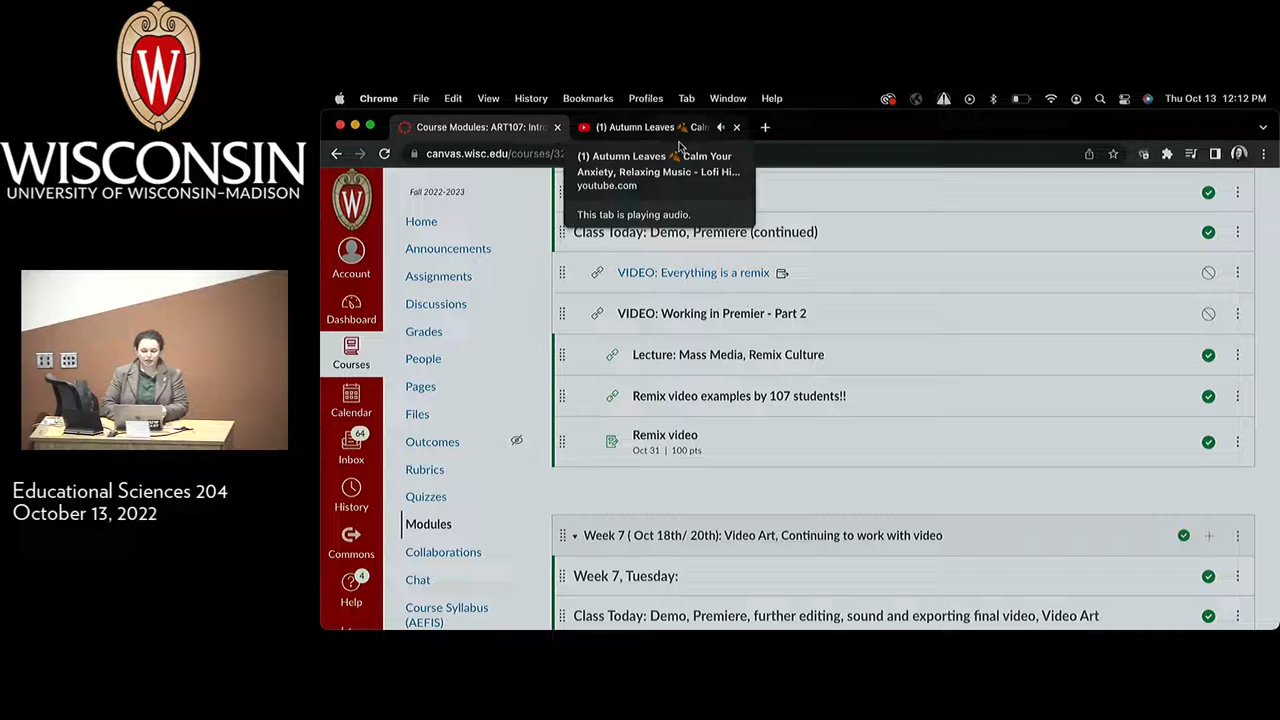 W
WISCONSIN
UNIVERSITY OF WISCONSIN–MADISON
Educational Sciences 204
October 13, 2022
Chrome File Edit View History Bookmarks Profiles Tab Window Help Thu Oct 13 12:12 PM
Course Modules: ART107: Intro
(1) Autumn Leaves 🍂 Calm
canvas.wisc.edu/courses/32
(1) Autumn Leaves 🍂 Calm Your
Anxiety, Relaxing Music - Lofi Hi...
youtube.com
This tab is playing audio.
Account
Dashboard
Courses
Calendar
64
Inbox
History
Commons
4
Help
Fall 2022-2023
Home
Announcements
Assignments
Discussions
Grades
People
Pages
Files
Outcomes
Rubrics
Quizzes
Modules
Collaborations
Chat
Course Syllabus
(AEFIS)
Class Today: Demo, Premiere (continued)
VIDEO: Everything is a remix
VIDEO: Working in Premier - Part 2
Lecture: Mass Media, Remix Culture
Remix video examples by 107 students!!
Remix video
Oct 31 | 100 pts
Week 7 ( Oct 18th/ 20th): Video Art, Continuing to work with video
Week 7, Tuesday:
Class Today: Demo, Premiere, further editing, sound and exporting final video, Video Art